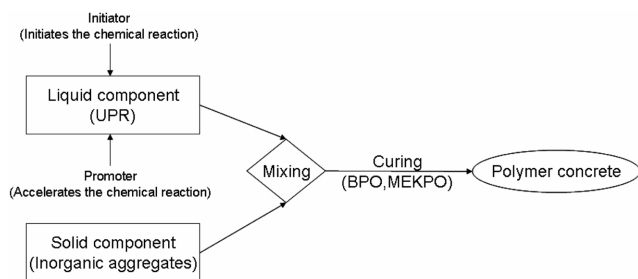 Initiator
(Initiates the chemical reaction)
Liquid component
(UPR)
Promoter
(Accelerates the chemical reaction)
Mixing
Curing
(BPO,MEKPO)
Polymer concrete
Solid component
(Inorganic aggregates)